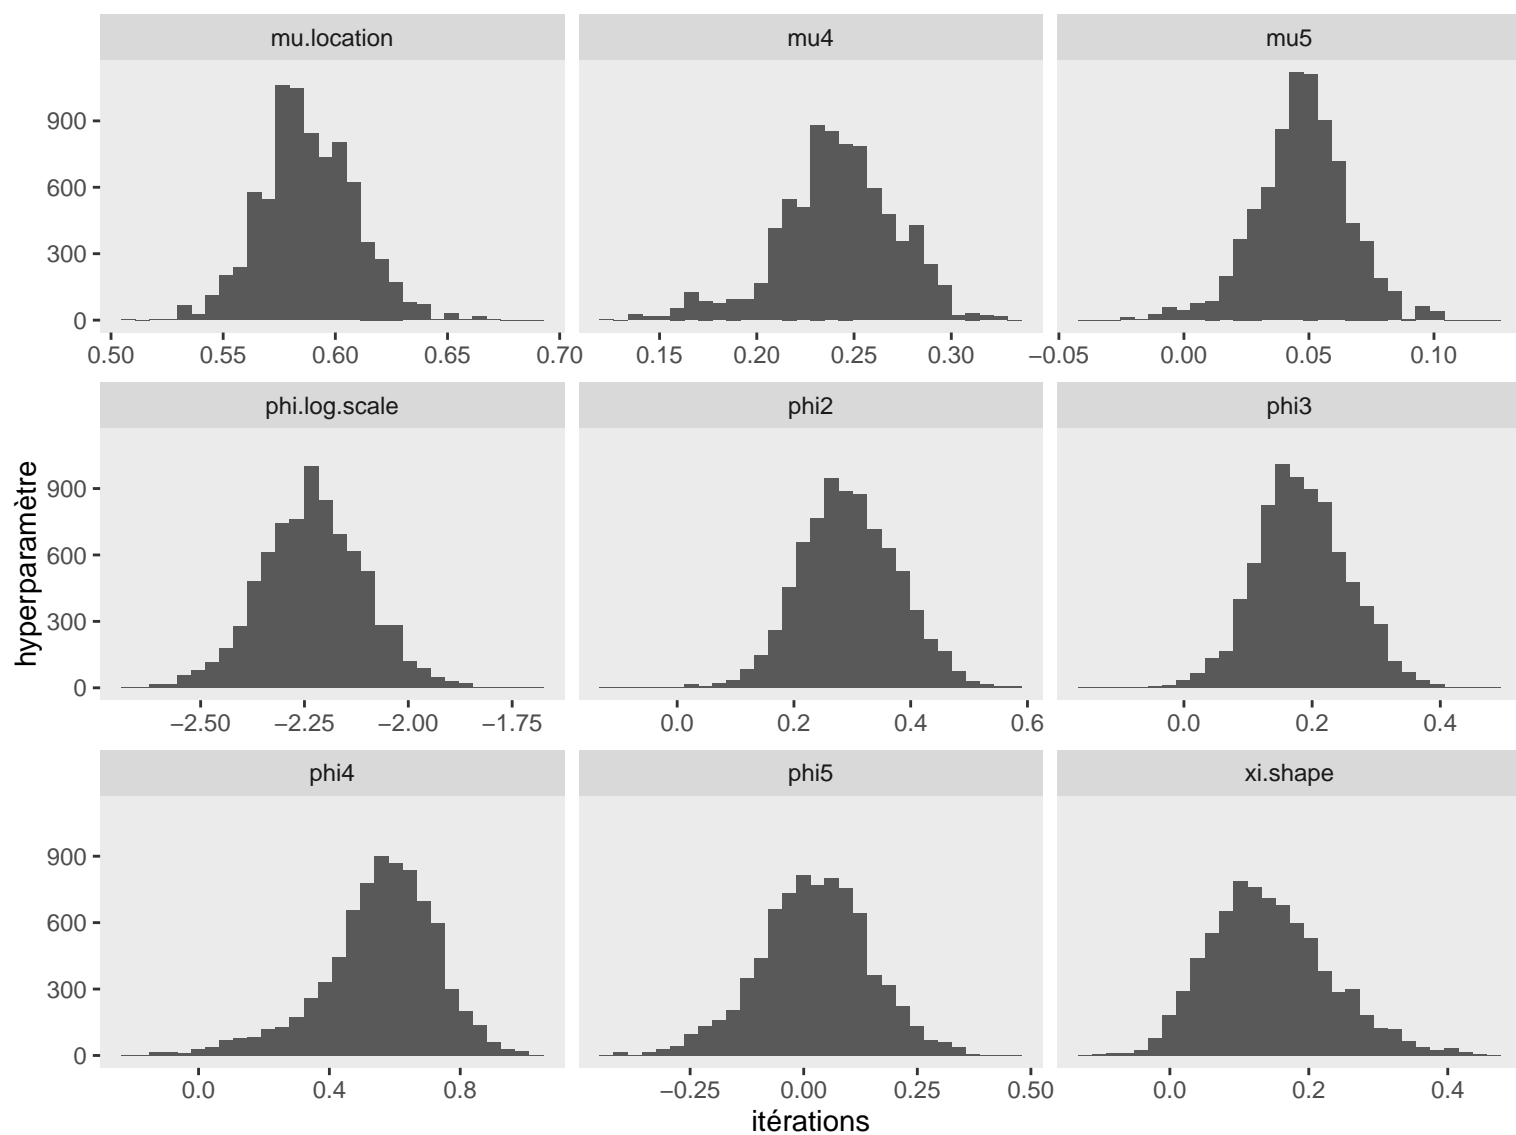 mu.location mu4 mu5
900
600
300
0
0.50 0.55 0.60 0.65 0.70 0.15 0.20 0.25 0.30 −0.05 0.00 0.05 0.10
phi.log.scale phi2 phi3
900
600
300
0
−2.50 −2.25 −2.00 −1.75 0.0 0.2 0.4 0.6 0.0 0.2 0.4
phi4 phi5 xi.shape
900
600
300
0
0.0 0.4 0.8 −0.25 0.00 0.25 0.50 0.0 0.2 0.4
hyperparamètre
itérations